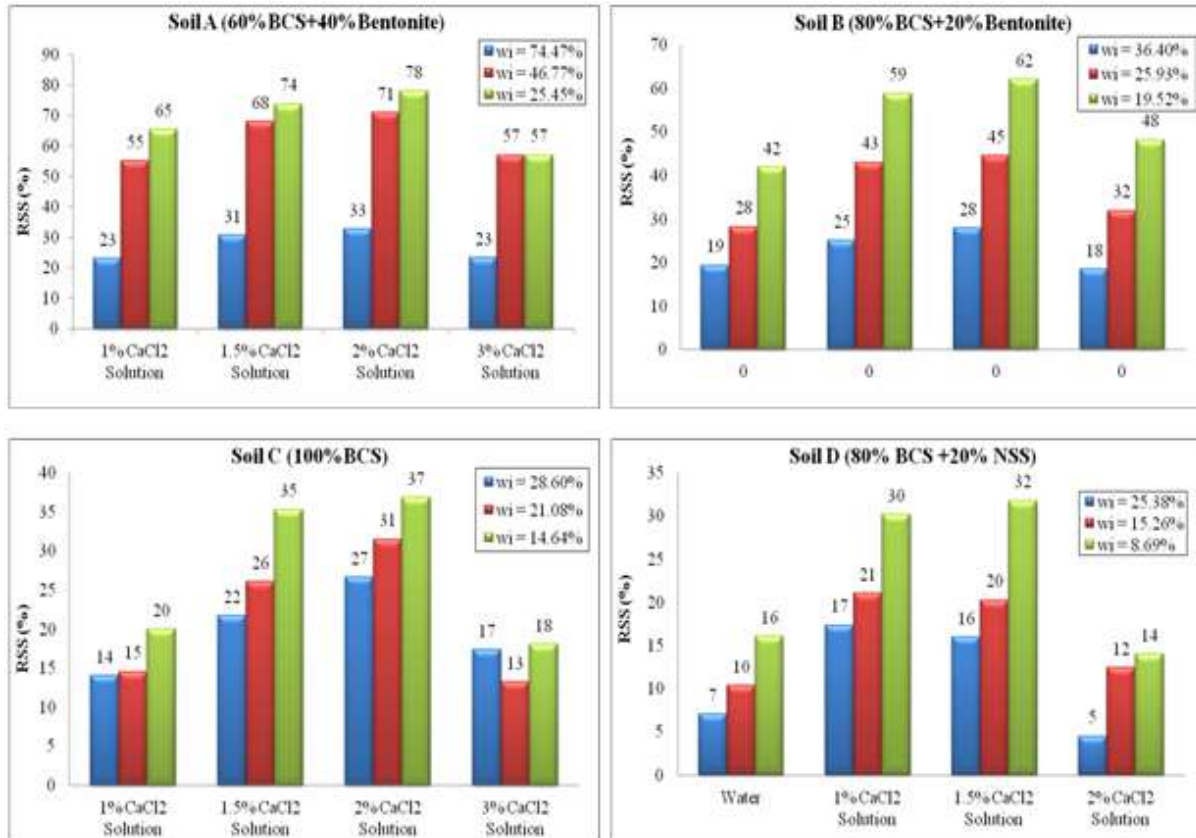 Soil A (60%BCS+40%Bentonite)
wi = 74.47%
wi = 46.77%
wi = 25.45%
RSS (%)
90
80
70
60
50
40
30
20
10
0
23
55
65
31
68
74
33
71
78
23
57
57
1%CaCl2
Solution
1.5%CaCl2
Solution
2%CaCl2
Solution
3%CaCl2
Solution
Soil B (80%BCS+20%Bentonite)
wi = 36.40%
wi = 25.93%
wi = 19.52%
RSS (%)
70
60
50
40
30
20
10
0
19
28
42
25
43
59
28
45
62
18
32
48
0
0
0
0
Soil C (100%BCS)
wi = 28.60%
wi = 21.08%
wi = 14.64%
RSS (%)
40
35
30
25
20
15
10
5
0
14
15
20
22
26
35
27
31
37
17
13
18
1%CaCl2
Solution
1.5%CaCl2
Solution
2%CaCl2
Solution
3%CaCl2
Solution
Soil D (80% BCS +20% NSS)
wi = 25.38%
wi = 15.26%
wi = 8.69%
RSS (%)
35
30
25
20
15
10
5
0
7
10
16
17
21
30
16
20
32
5
12
14
Water
1%CaCl2
Solution
1.5%CaCl2
Solution
2%CaCl2
Solution